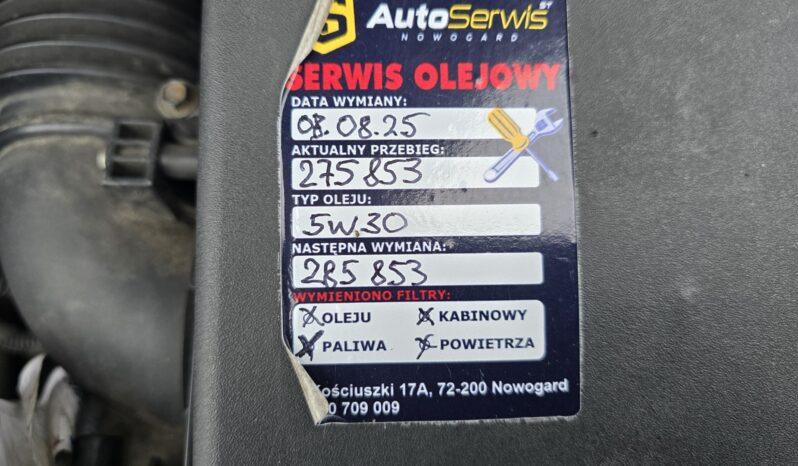 AutoSerwis ST
NOWOGARD
SERWIS OLEJOWY
DATA WYMIANY:
08.08.25
AKTUALNY PRZEBIEG:
275 853
TYP OLEJU:
5W30
NASTĘPNA WYMIANA:
285 853
WYMIENIONO FILTRY:
OLEJU KABINOWY
PALIWA POWIETRZA
Kościuszki 17A, 72-200 Nowogard
0 709 009